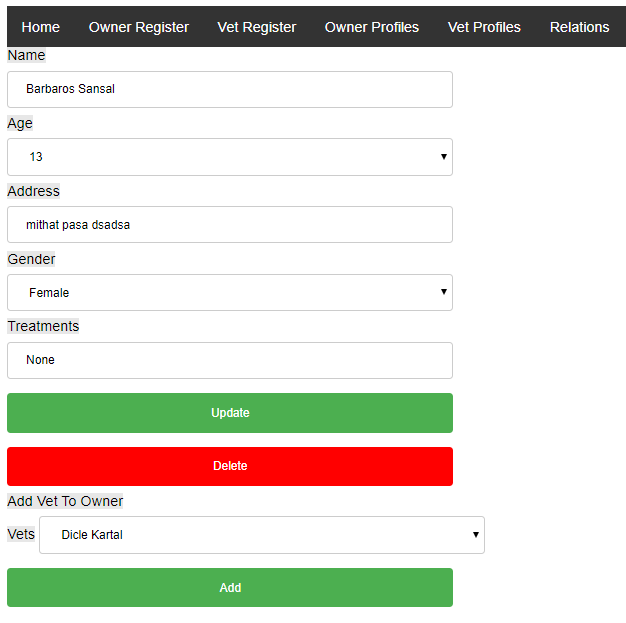 Home Owner Register Vet Register Owner Profiles Vet Profiles Relations
Name
Barbaros Sansal
Age
13
Address
mithat pasa dsadsa
Gender
Female
Treatments
None
Update
Delete
Add Vet To Owner
Vets Dicle Kartal
Add